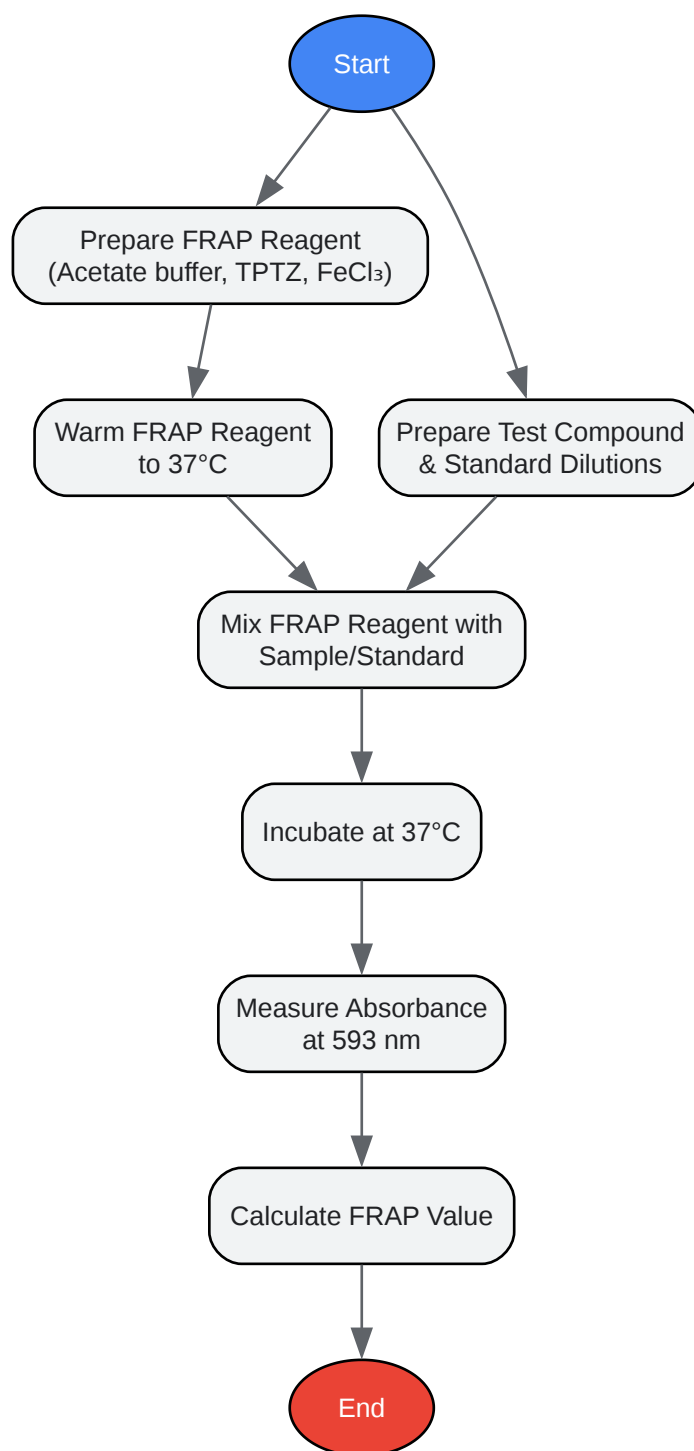 Start
Prepare FRAP Reagent
(Acetate buffer, TPTZ, FeCl₃)
Warm FRAP Reagent
to 37°C
Prepare Test Compound
& Standard Dilutions
Mix FRAP Reagent with
Sample/Standard
Incubate at 37°C
Measure Absorbance
at 593 nm
Calculate FRAP Value
End